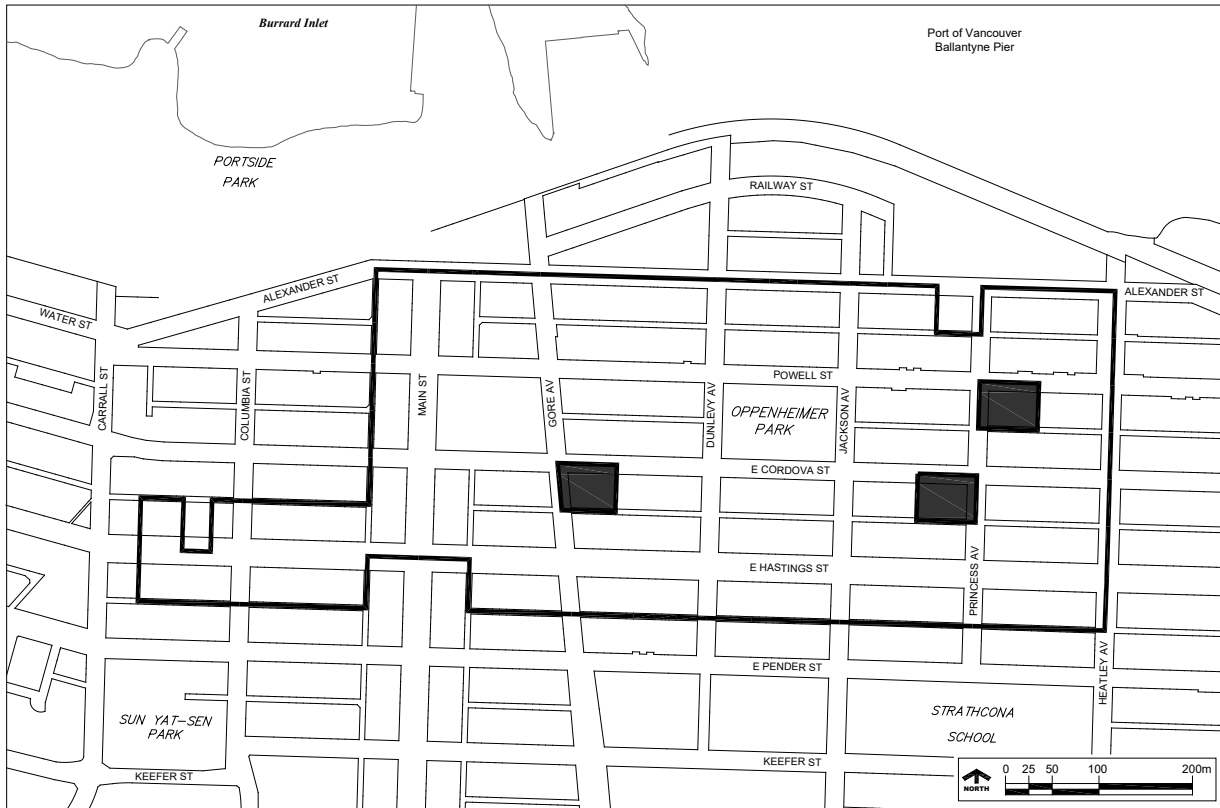 Burrard Inlet
Port of Vancouver
Ballantyne Pier
PORTSIDE
PARK
RAILWAY ST
ALEXANDER ST
ALEXANDER ST
WATER ST
CARRALL ST
COLUMBIA ST
MAIN ST
GORE AV
DUNLEVY AV
JACKSON AV
POWELL ST
OPPENHEIMER
PARK
E CORDOVA ST
E HASTINGS ST
PRINCESS AV
HEATLEY AV
E PENDER ST
SUN YAT-SEN
PARK
STRATHCONA
SCHOOL
KEEFER ST
KEEFER ST
NORTH
0 25 50 100 200m